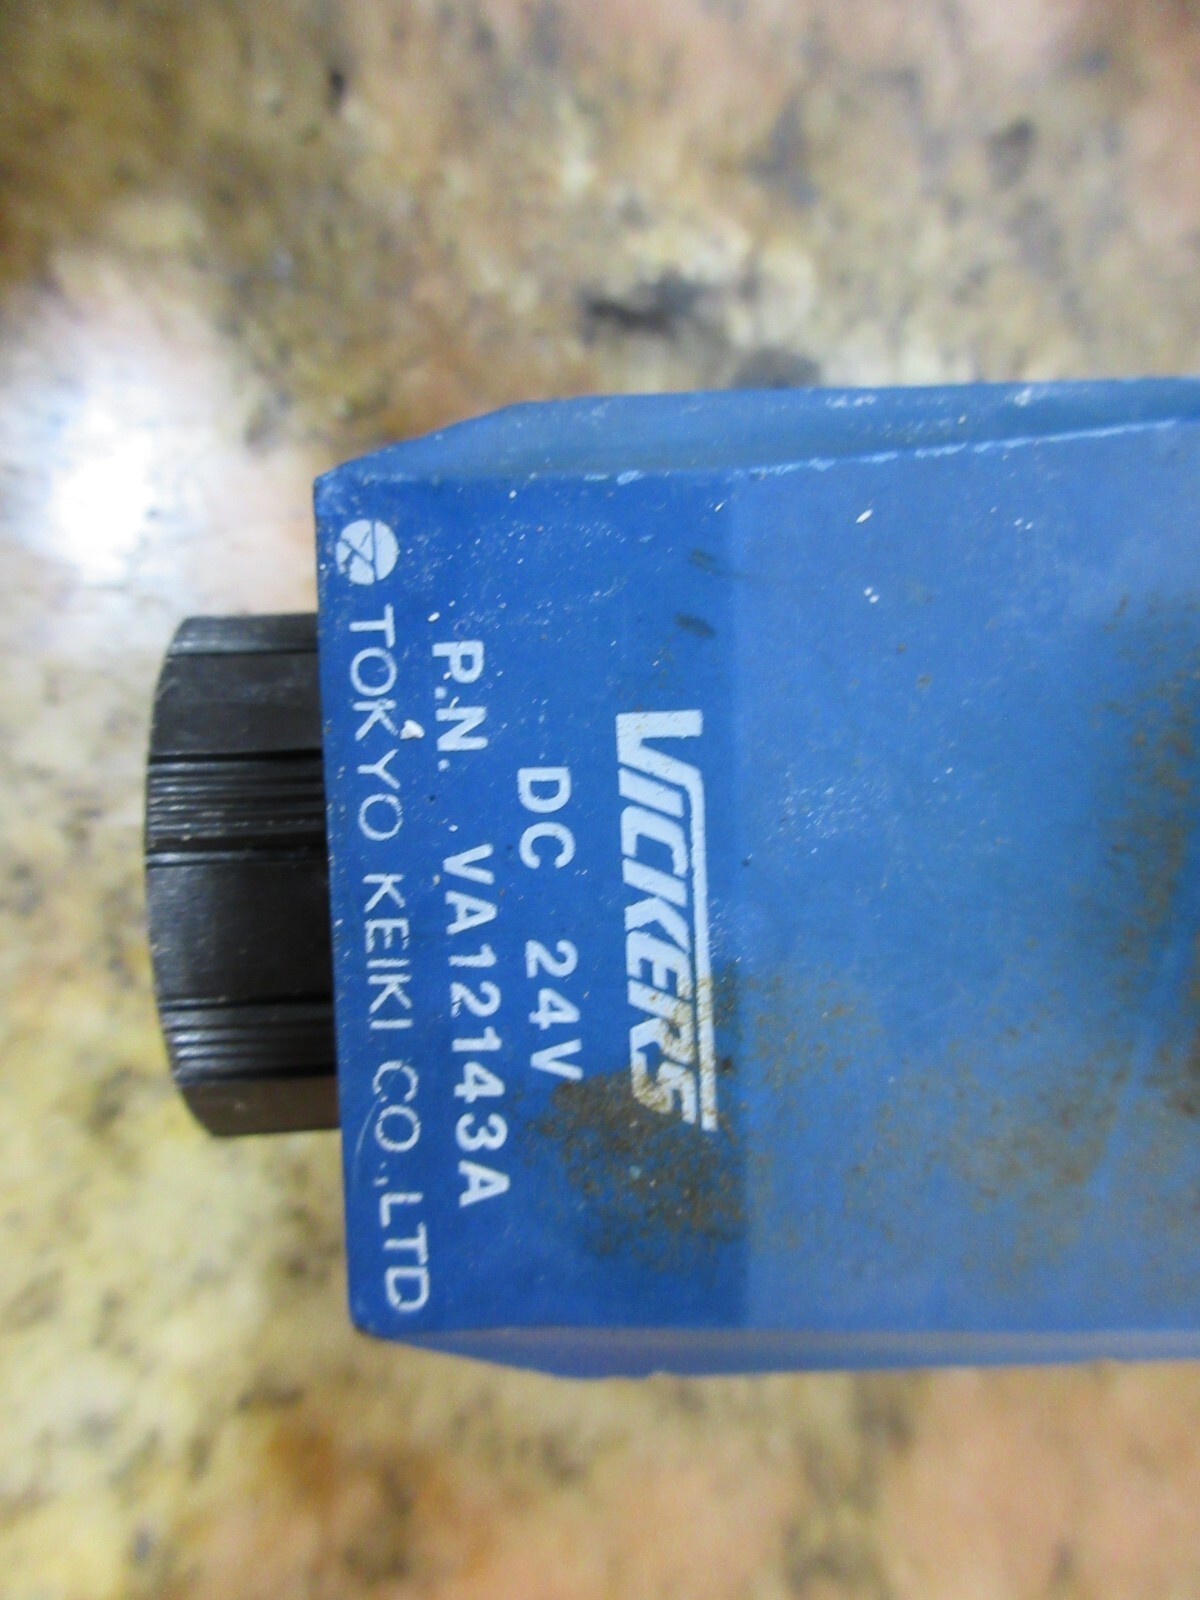 VICKERS
DC 24V
P.N. VA12143A
TOKYO KEIKI CO.,LTD